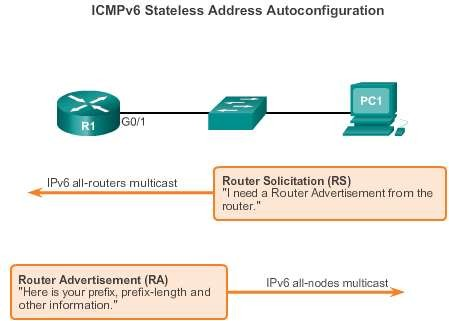 ICMPv6 Stateless Address Autoconfiguration
R1
G0/1
PC1
IPv6 all-routers multicast
Router Solicitation (RS)
"I need a Router Advertisement from the
router."
Router Advertisement (RA)
"Here is your prefix, prefix-length and
other information."
IPv6 all-nodes multicast